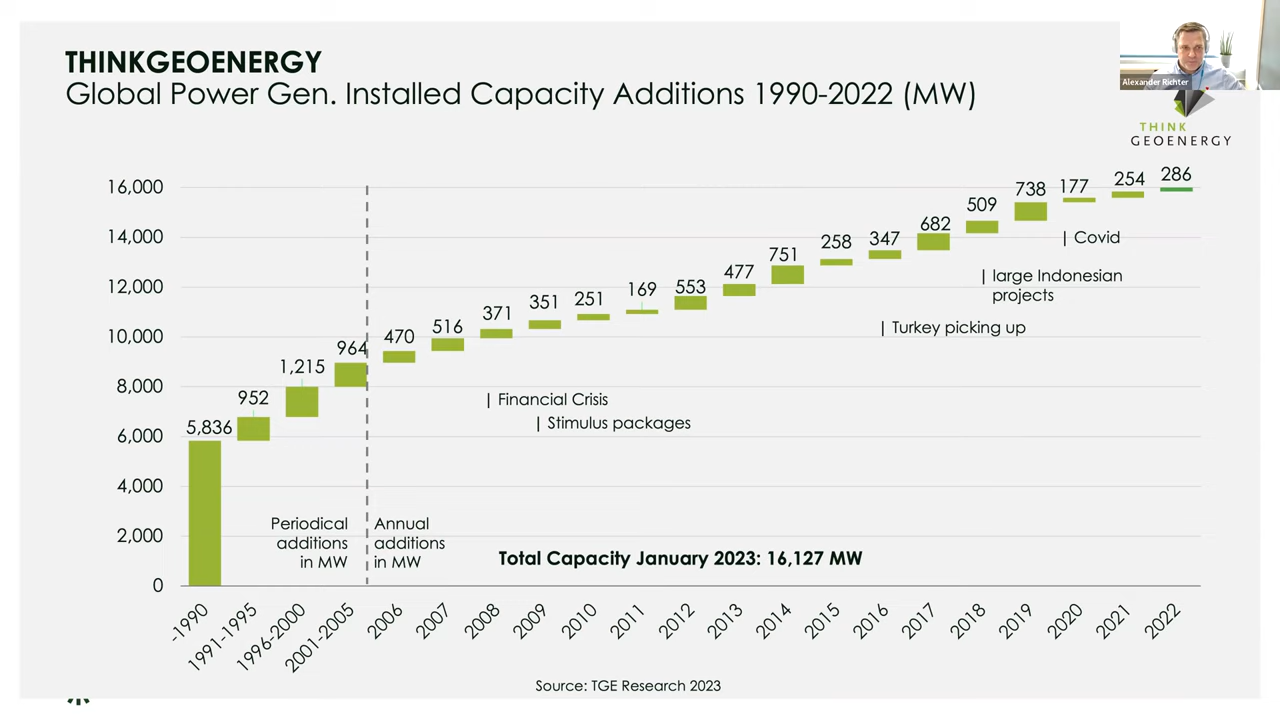 THINKGEOENERGY
Global Power Gen. Installed Capacity Additions 1990-2022 (MW)
Alexander Richter
THINK
GEOENERGY
16,000
14,000
12,000
10,000
8,000
6,000
4,000
2,000
0
5,836
952
1,215
964
470
516
371
351
251
169
553
477
751
258
347
682
509
738
177
254
286
| Covid
| large Indonesian
projects
| Turkey picking up
| Financial Crisis
| Stimulus packages
Periodical
additions
in MW
Annual
additions
in MW
Total Capacity January 2023: 16,127 MW
-1990
1991-1995
1996-2000
2001-2005
2006
2007
2008
2009
2010
2011
2012
2013
2014
2015
2016
2017
2018
2019
2020
2021
2022
Source: TGE Research 2023